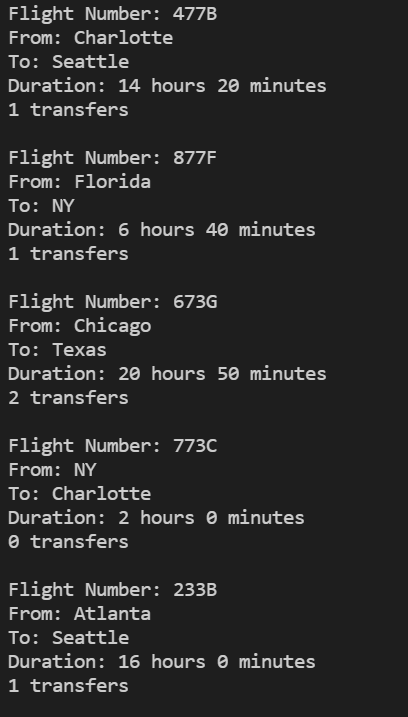 Flight Number: 477B
From: Charlotte
To: Seattle
Duration: 14 hours 20 minutes
1 transfers

Flight Number: 877F
From: Florida
To: NY
Duration: 6 hours 40 minutes
1 transfers

Flight Number: 673G
From: Chicago
To: Texas
Duration: 20 hours 50 minutes
2 transfers

Flight Number: 773C
From: NY
To: Charlotte
Duration: 2 hours 0 minutes
0 transfers

Flight Number: 233B
From: Atlanta
To: Seattle
Duration: 16 hours 0 minutes
1 transfers